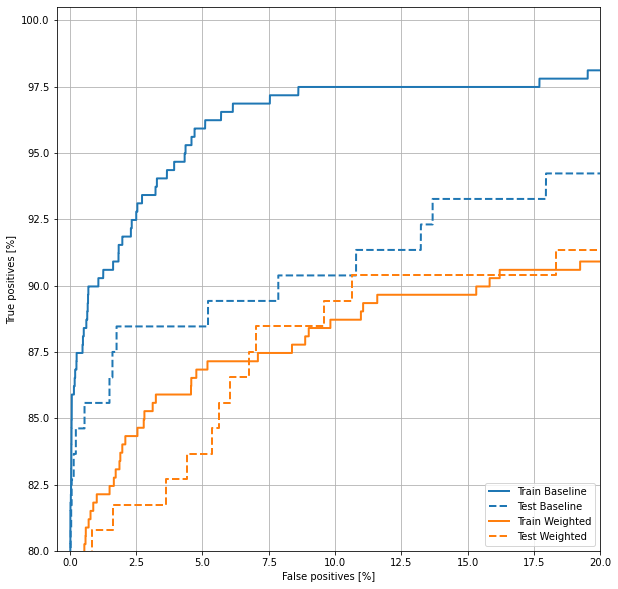 100.0
97.5
95.0
92.5
90.0
87.5
85.0
82.5
80.0
True positives [%]
0.0 2.5 5.0 7.5 10.0 12.5 15.0 17.5 20.0
False positives [%]
Train Baseline
Test Baseline
Train Weighted
Test Weighted